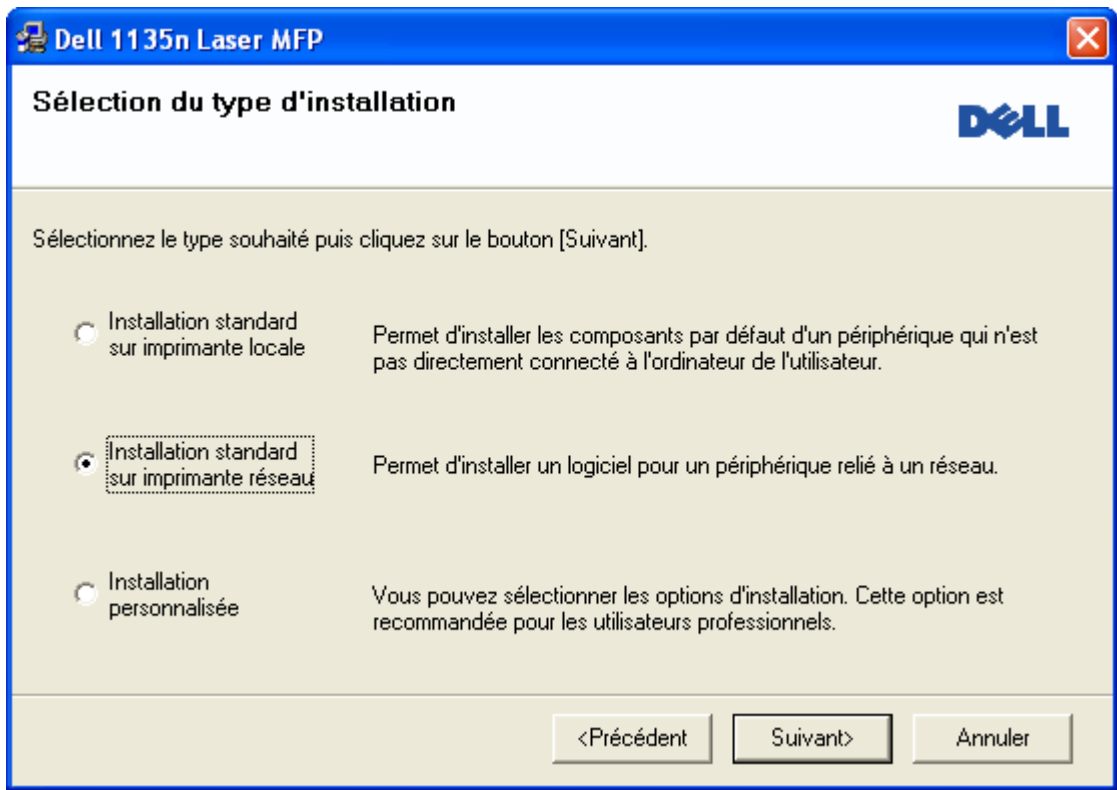 Dell 1135n Laser MFP
Sélection du type d'installation
DELL
Sélectionnez le type souhaité puis cliquez sur le bouton [Suivant].
Installation standard
sur imprimante locale
Permet d'installer les composants par défaut d'un périphérique qui n'est
pas directement connecté à l'ordinateur de l'utilisateur.
Installation standard
sur imprimante réseau
Permet d'installer un logiciel pour un périphérique relié à un réseau.
Installation
personnalisée
Vous pouvez sélectionner les options d'installation. Cette option est
recommandée pour les utilisateurs professionnels.
<Précédent
Suivant>
Annuler